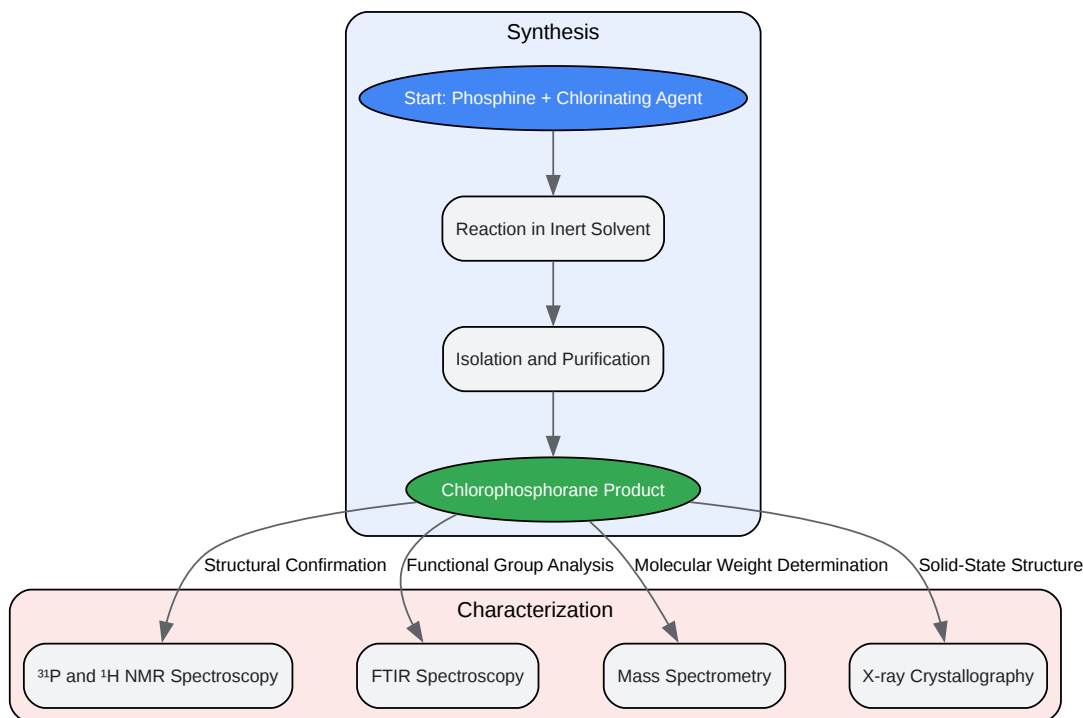 Synthesis
Start: Phosphine + Chlorinating Agent
Reaction in Inert Solvent
Isolation and Purification
Chlorophosphorane Product
Structural Confirmation
Functional Group Analysis
Molecular Weight Determination
Solid-State Structure
Characterization
³¹P and ¹H NMR Spectroscopy
FTIR Spectroscopy
Mass Spectrometry
X-ray Crystallography